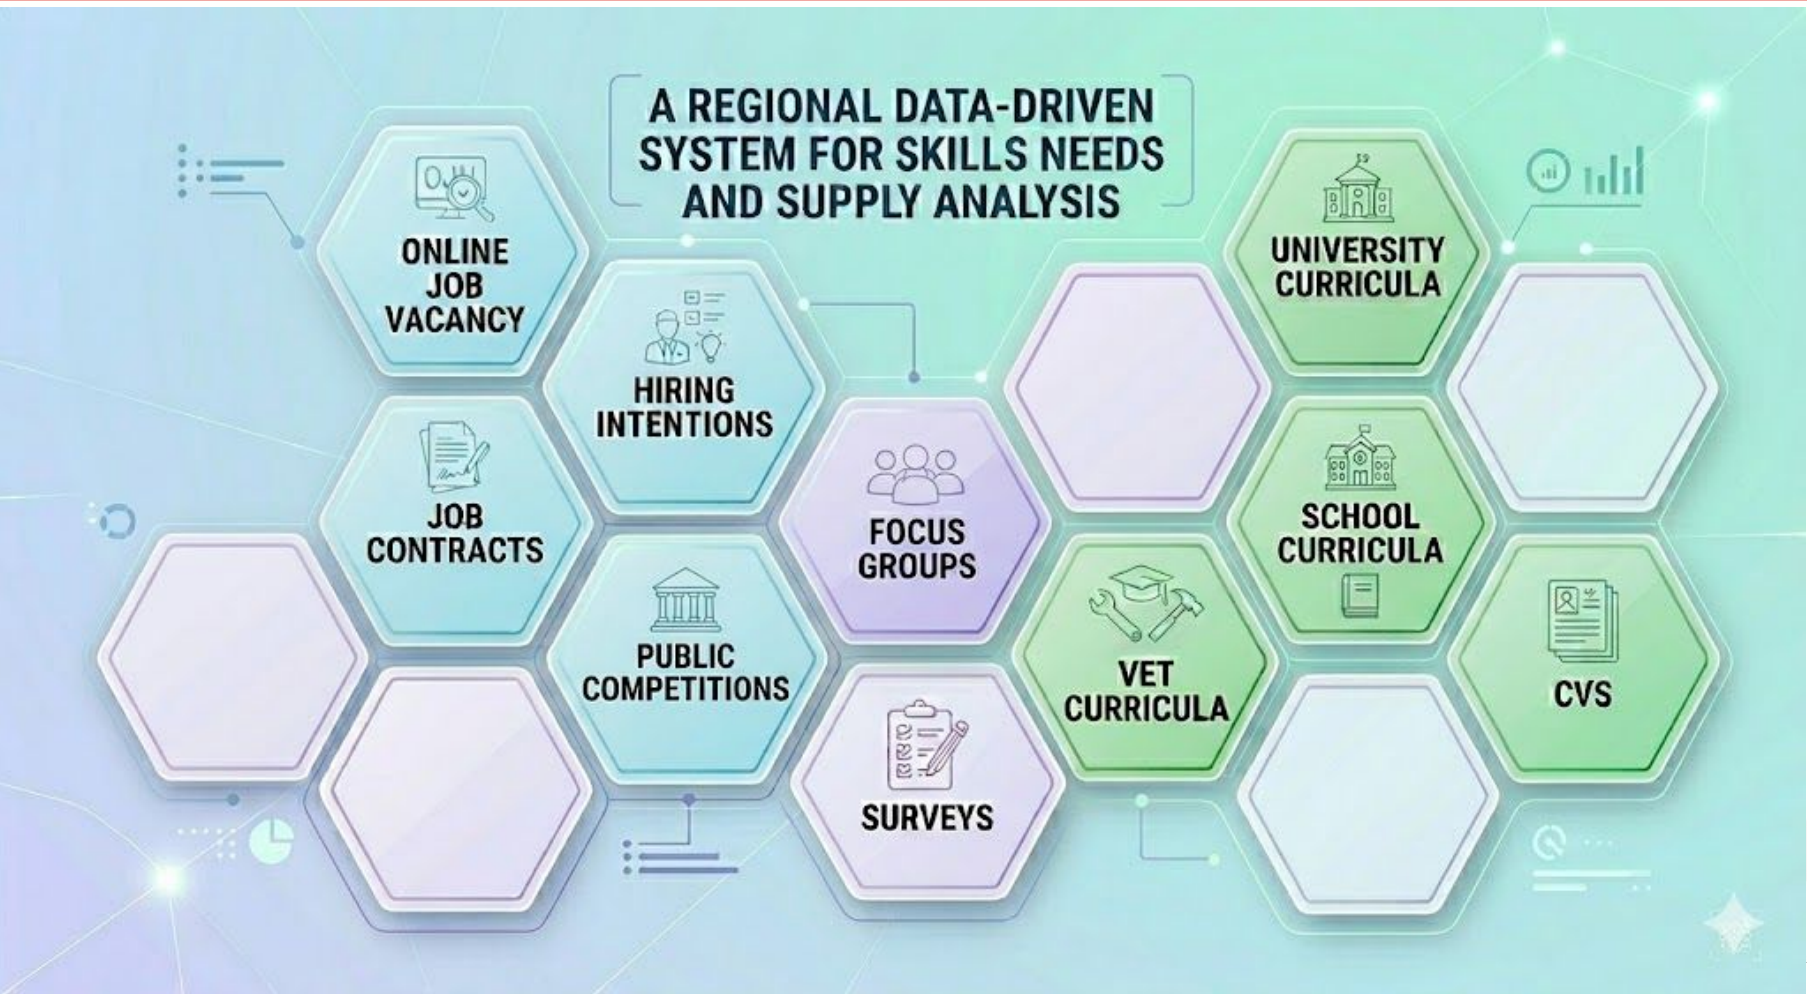 A REGIONAL DATA-DRIVEN
SYSTEM FOR SKILLS NEEDS
AND SUPPLY ANALYSIS
ONLINE
JOB
VACANCY
HIRING
INTENTIONS
JOB
CONTRACTS
PUBLIC
COMPETITIONS
FOCUS
GROUPS
SURVEYS
UNIVERSITY
CURRICULA
SCHOOL
CURRICULA
VET
CURRICULA
CVS